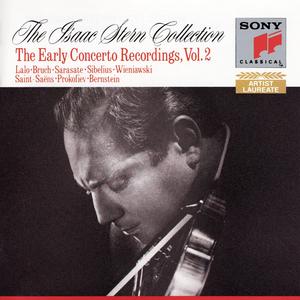 The Isaac Stern Collection
The Early Concerto Recordings, Vol. 2
Lalo · Bruch · Sarasate · Sibelius · Wieniawski
Saint-Saëns · Prokofiev · Bernstein
SONY
CLASSICAL
ARTIST
LAUREATE